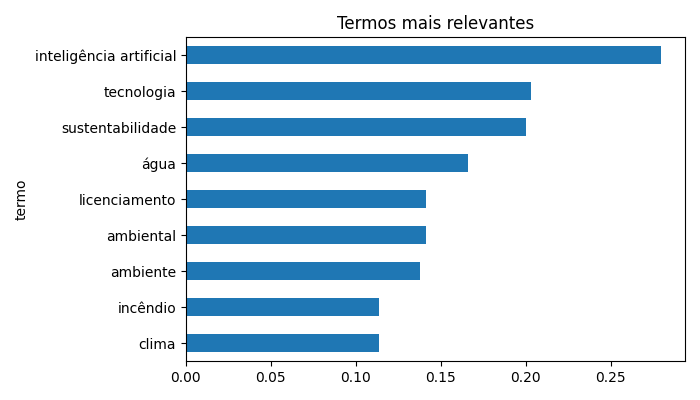 Termos mais relevantes
inteligência artificial
tecnologia
sustentabilidade
água
licenciamento
ambiental
ambiente
incêndio
clima
termo
0.00 0.05 0.10 0.15 0.20 0.25